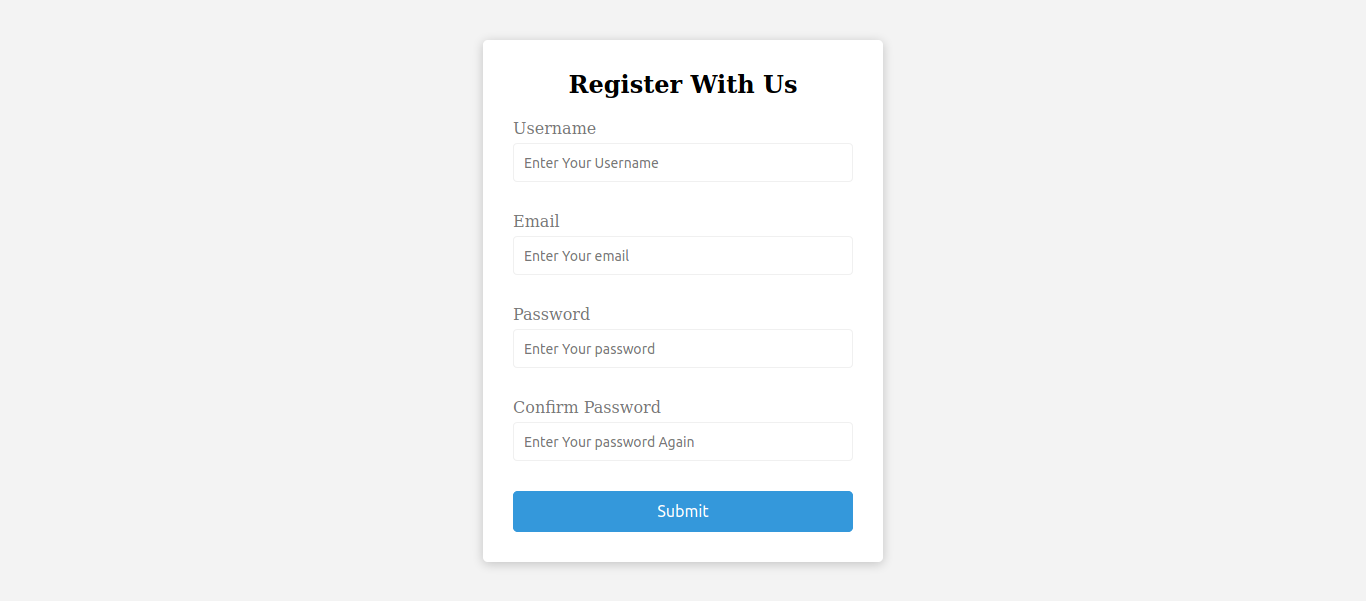 Register With Us
Username
Enter Your Username
Email
Enter Your email
Password
Enter Your password
Confirm Password
Enter Your password Again
Submit